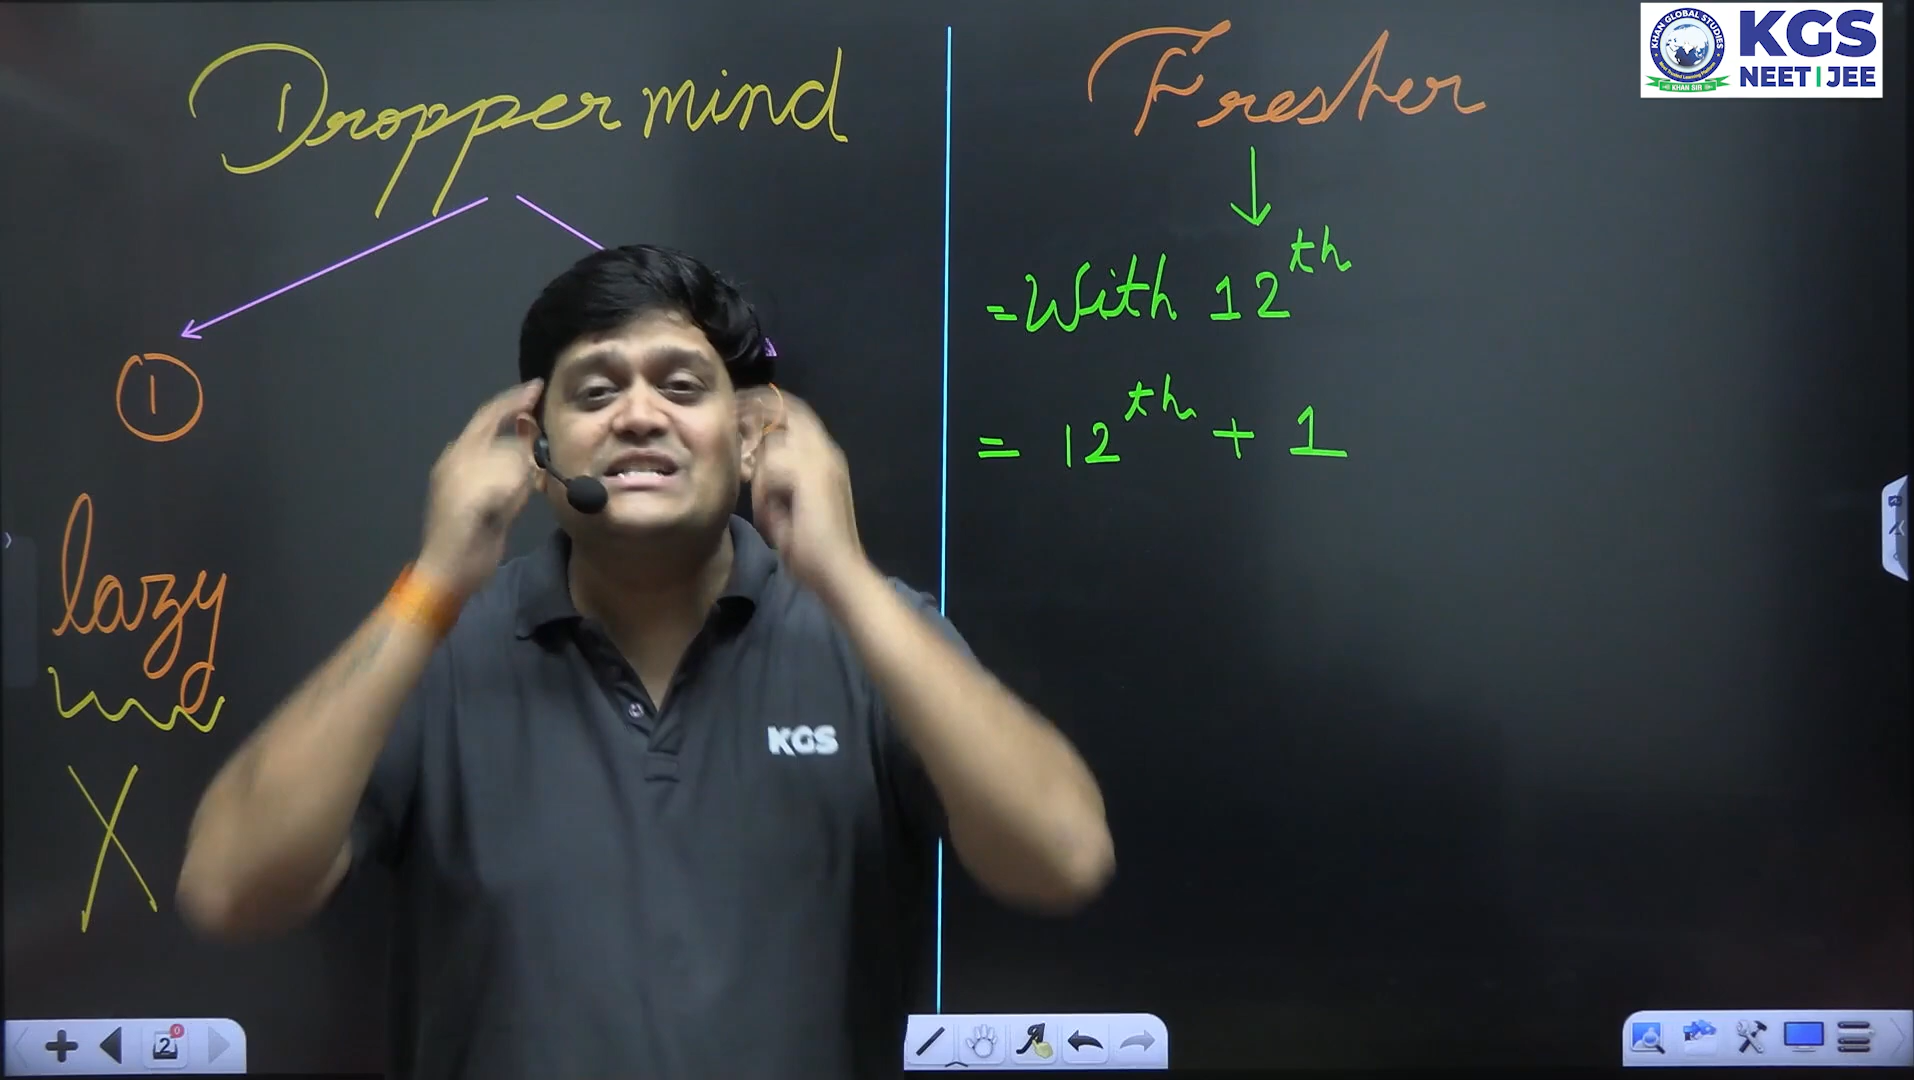 Dropper mind
①
lazy
X
Fresher
= With 12th
= 12th + 1
KGS
NEET | JEE
KHAN GLOBAL STUDIES
KHAN SIR
KGS
2
0